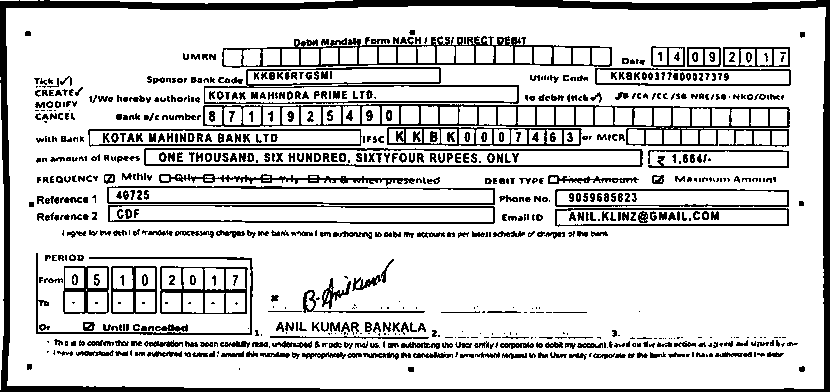 Debit Mandate Form NACH / ECS/ DIRECT DEBIT
UMRN Date 1 4 0 9 2 0 1 7
Tick (✓) Sponsor Bank Code KKBK0RTGSMI Utility Code KKBK00377000027379
CREATE✓ I/We hereby authorise KOTAK MAHINDRA PRIME LTD. to debit (tick ✓) SB /CA /CC /SB-NRE/SB-NRO/Other
MODIFY
CANCEL Bank a/c number 8 7 1 1 9 2 5 4 9 0
with Bank KOTAK MAHINDRA BANK LTD IFSC K K B K 0 0 0 7 4 6 3 or MICR
an amount of Rupees ONE THOUSAND, SIX HUNDRED, SIXTYFOUR RUPEES. ONLY ₹ 1,664/-
FREQUENCY Mthly Qtly H-Yrly Yrly As & when presented DEBIT TYPE Fixed Amount Maximum Amount
Reference 1 40725 Phone No. 9059685623
Reference 2 CDF Email ID ANIL.KLINZ@GMAIL.COM
I agree for the debit of mandate processing charges by the bank whom I am authorizing to debit my account as per latest schedule of charges of the bank
PERIOD
From 0 5 1 0 2 0 1 7
To - - - - - - - -
B. Anil Kumar
Or Until Cancelled 1. ANIL KUMAR BANKALA 2. 3.
* This is to confirm that the declaration has been carefully read, understood & made by me/us. I am authorizing the User entity / corporate to debit my account, based on the instruction as agreed and signed by me
* I have understood that I am authorized to cancel / amend this mandate by appropriately communicating the cancellation / amendment request to the User entity / corporate or the bank where I have authorized the debit